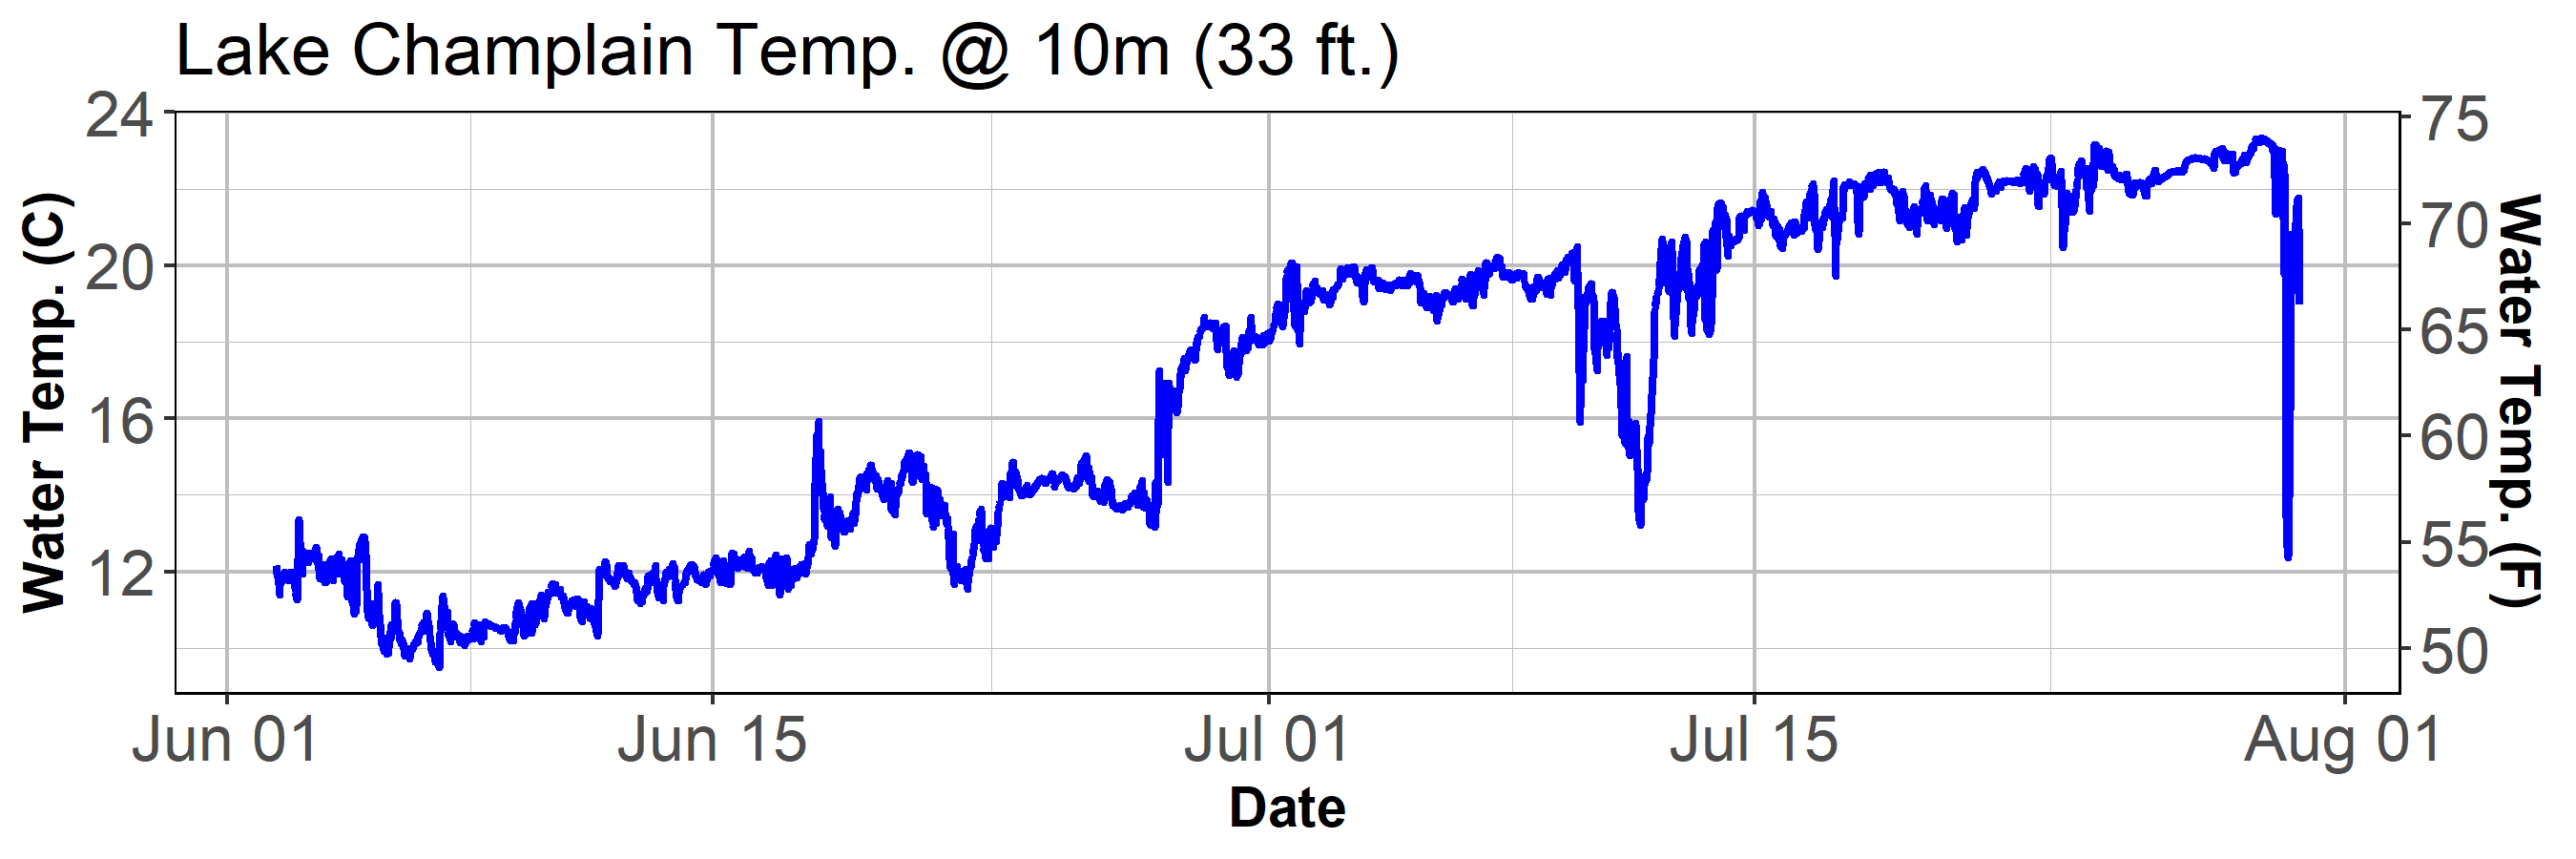 Lake Champlain Temp. @ 10m (33 ft.)
Water Temp. (C)
24
20
16
12
75
70
65
60
55
50
Water Temp. (F)
Jun 01 Jun 15 Jul 01 Jul 15 Aug 01
Date